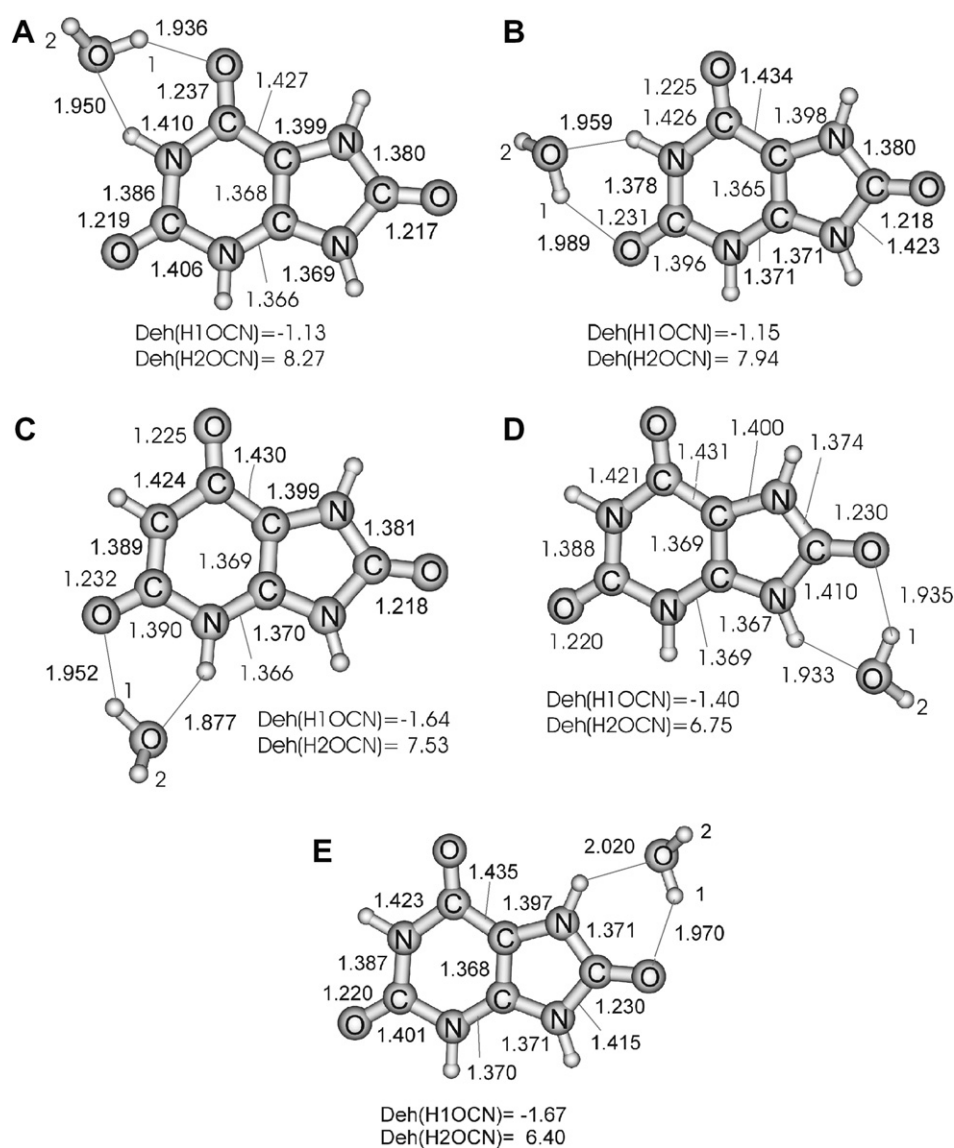 A
2 1.936
O 1 O
1.237 1.427
1.950 1.410 C 1.399 N
N C 1.380
1.386 1.368 C O
1.219 C C 1.217
O N N
1.406 1.369
1.366
Deh(H1OCN)=-1.13
Deh(H2OCN)= 8.27
B
O
1.225 1.434
1.426 C 1.398 N
1.959 N C 1.380
2 O 1.378 1.365 C O
1 1.231 C C 1.218
1.989 O N N 1.423
1.396 1.371 1.371
Deh(H1OCN)=-1.15
Deh(H2OCN)= 7.94
C
O
1.225 1.430
1.424 C 1.399 N
C C 1.381
1.389 1.369 C O
1.232 C C 1.218
O N N
1.390 1.370
1.952 1.366
1 1.877
O
2
Deh(H1OCN)=-1.64
Deh(H2OCN)= 7.53
D
O 1.400
1.431 1.374
1.421 C N
N C 1.230
1.388 1.369 C O
C C 1.410
O N N 1.935
1.220 1.367 1
1.369 1.933 O
2
Deh(H1OCN)=-1.40
Deh(H2OCN)=6.75
E
2
O 2.020 O
1.435 1
1.423 C 1.397 N
N C 1.371 1.970
1.387 1.368 C O
1.220 C C 1.230
O N N
1.401 1.371 1.415
1.370
Deh(H1OCN)= -1.67
Deh(H2OCN)= 6.40